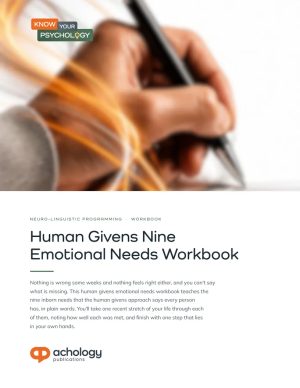 KNOW YOUR
PSYCHOLOGY
NEURO-LINGUISTIC PROGRAMMING WORKBOOK
Human Givens Nine
Emotional Needs Workbook
Nothing is wrong some weeks and nothing feels right either, and you can't say
what is missing. This human givens emotional needs workbook teaches the
nine inborn needs that the human givens approach says every person
has, in plain words. You'll take one recent stretch of your life through each
of them, noting how well each was met, and finish with one step that lies
in your own hands.
achology
publications